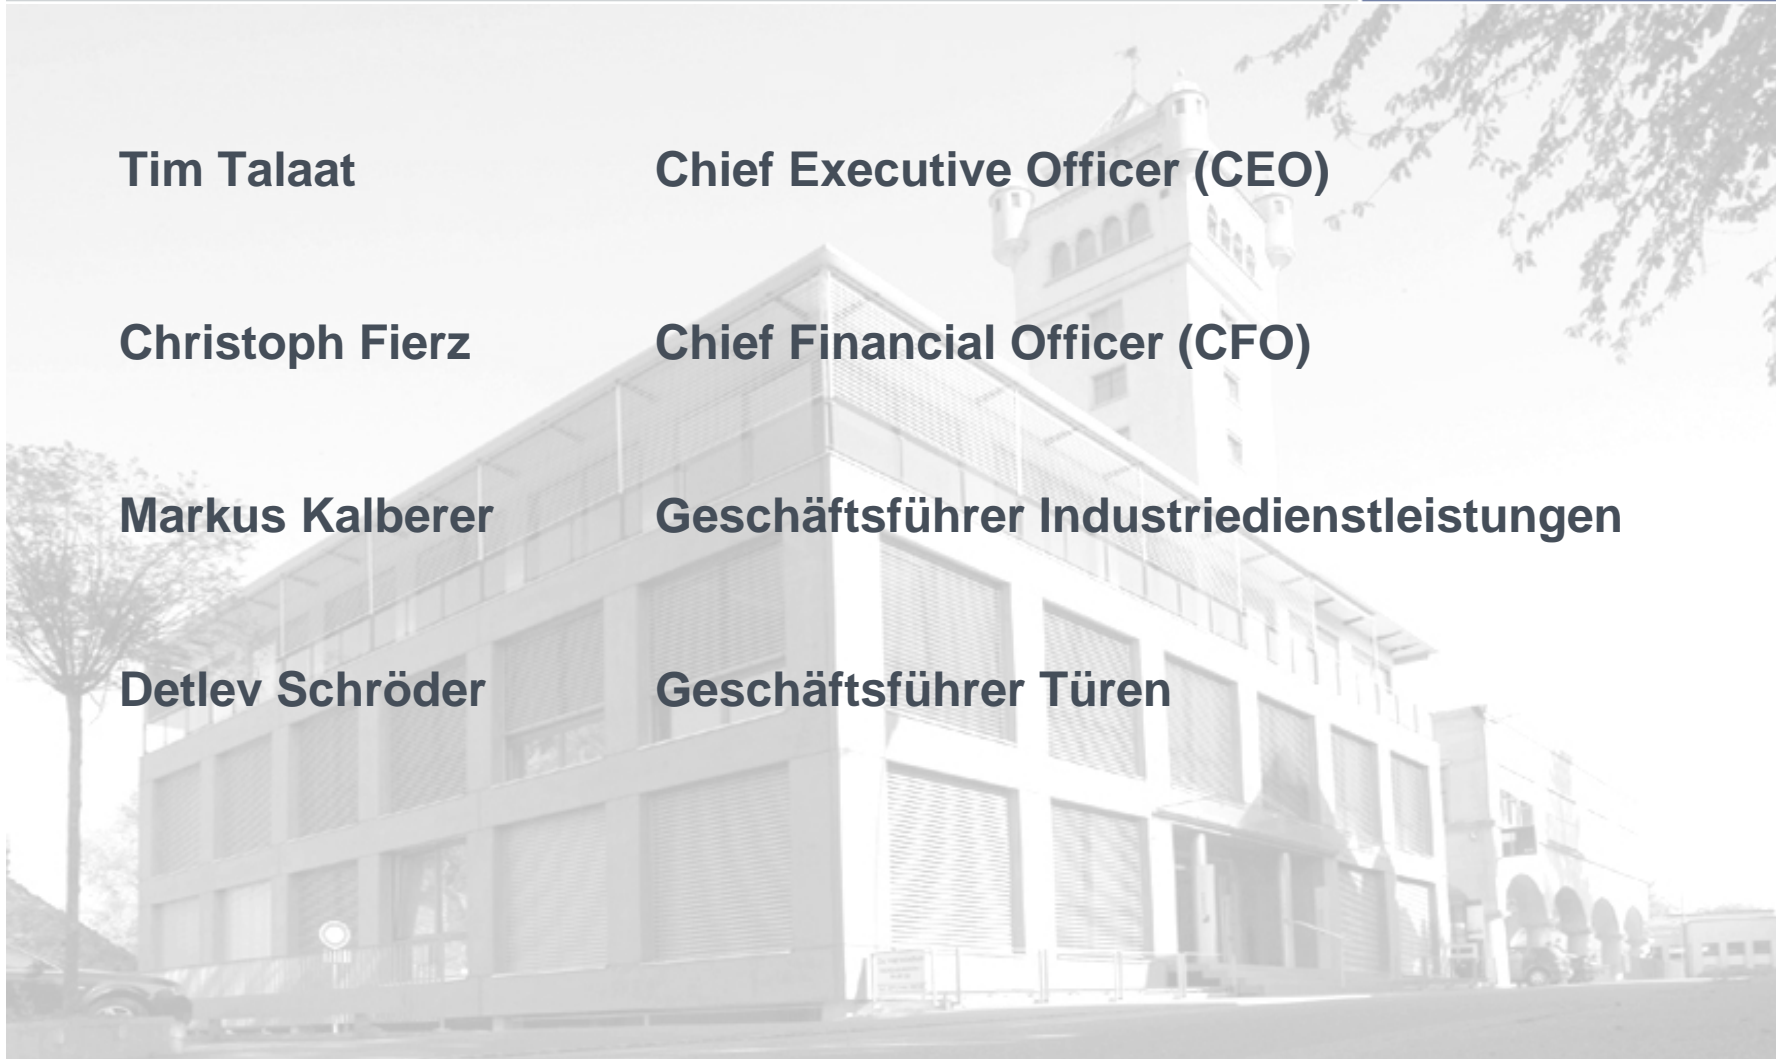 Tim Talaat Chief Executive Officer (CEO)
Christoph Fierz Chief Financial Officer (CFO)
Markus Kalberer Geschäftsführer Industriedienstleistungen
Detlev Schröder Geschäftsführer Türen